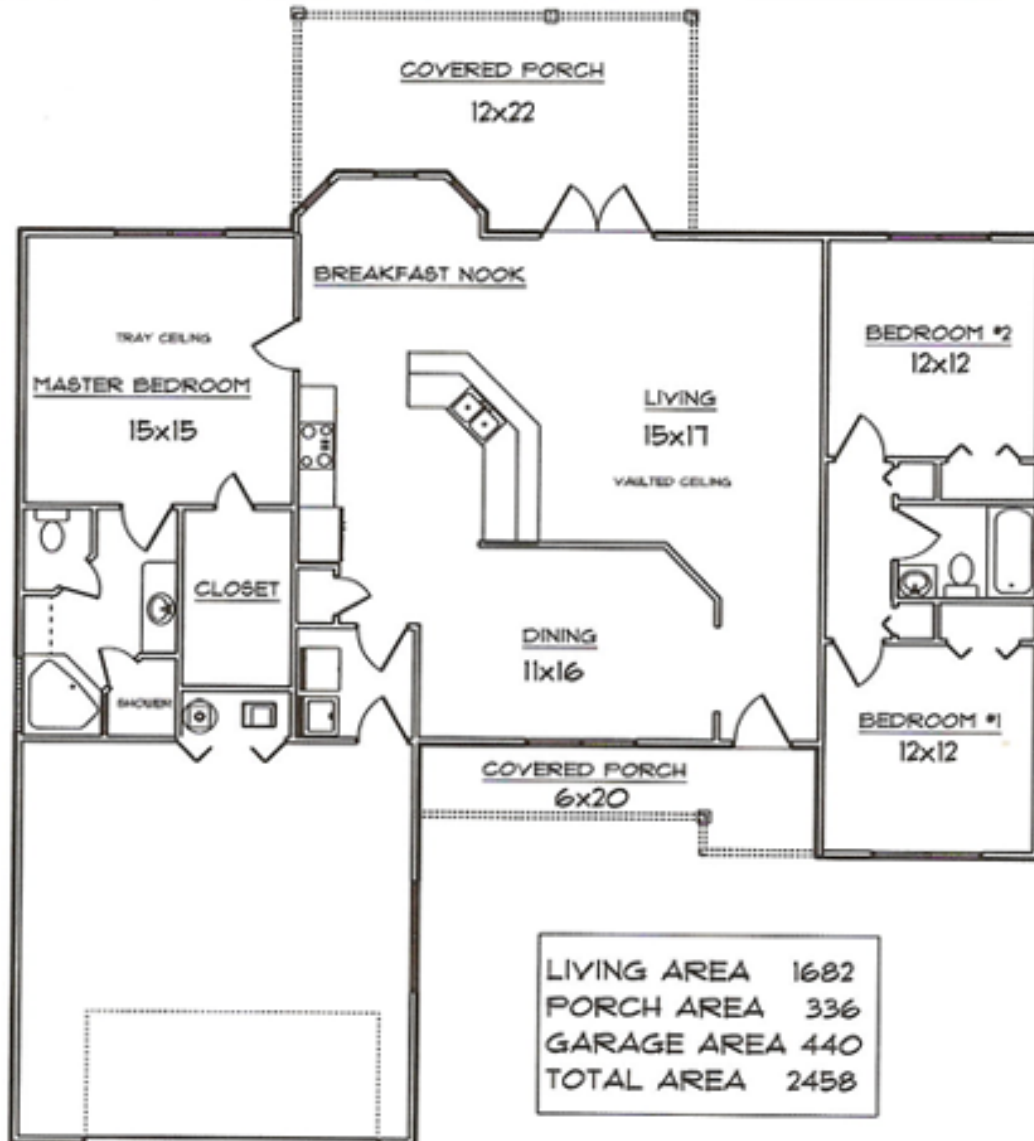 COVERED PORCH
12x22
BREAKFAST NOOK
TRAY CEILING
MASTER BEDROOM
15x15
BEDROOM #2
12x12
LIVING
15x17
VAULTED CEILING
CLOSET
DINING
11x16
SHOWER
BEDROOM #1
12x12
COVERED PORCH
6x20
LIVING AREA 1682
PORCH AREA 336
GARAGE AREA 440
TOTAL AREA 2458